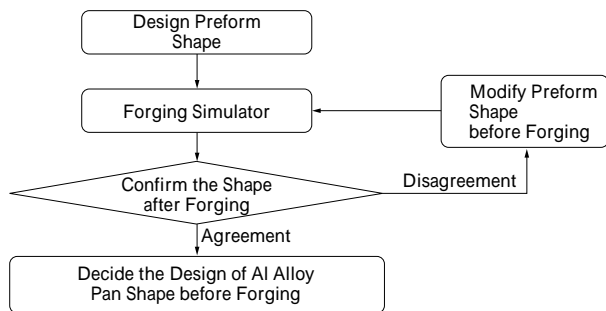 Design Preform
Shape
Forging Simulator
Modify Preform
Shape
before Forging
Confirm the Shape
after Forging
Disagreement
Agreement
Decide the Design of Al Alloy
Pan Shape before Forging